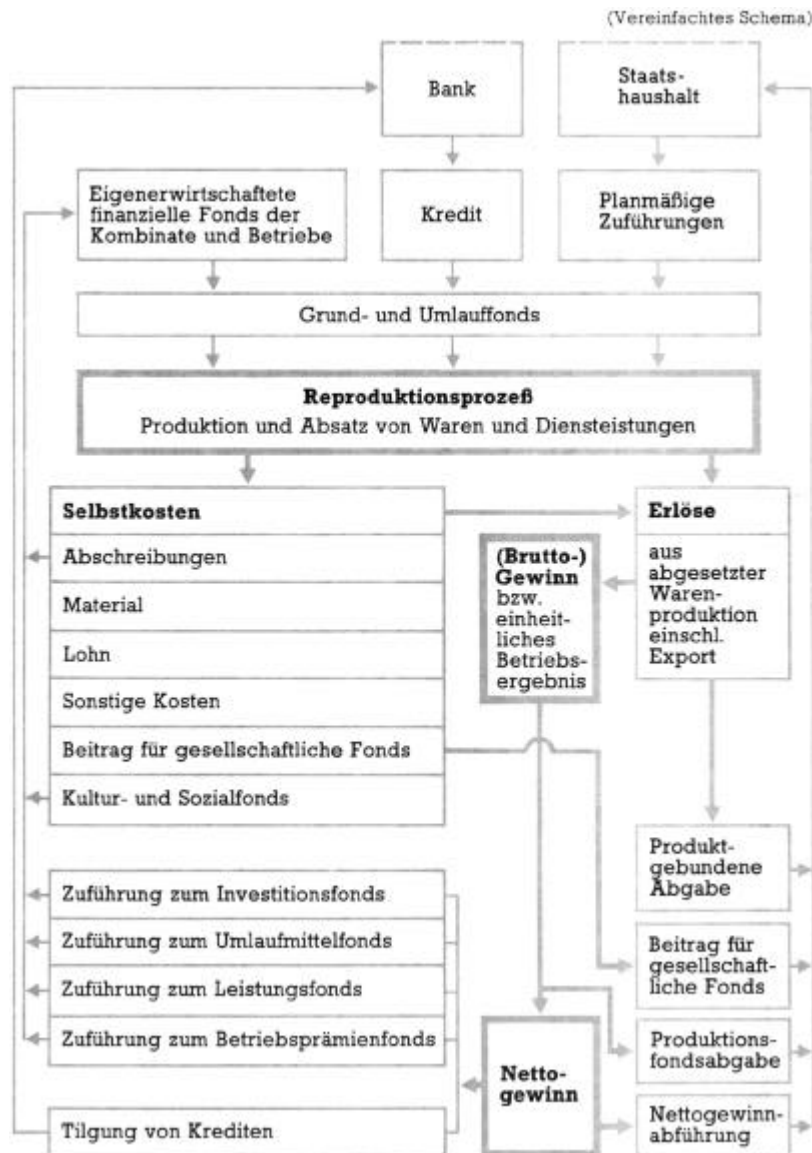 (Vereinfachtes Schema)
Bank
Staats-
haushalt
Eigenerwirtschaftete
finanzielle Fonds der
Kombinate und Betriebe
Kredit
Planmäßige
Zuführungen
Grund- und Umlauffonds
Reproduktionsprozeß
Produktion und Absatz von Waren und Diensteistungen
Selbstkosten
Abschreibungen
Material
Lohn
Sonstige Kosten
Beitrag für gesellschaftliche Fonds
Kultur- und Sozialfonds
(Brutto-)
Gewinn
bzw.
einheit-
liches
Betriebs-
ergebnis
Erlöse
aus
abgesetzter
Waren-
produktion
einschl.
Export
Produkt-
gebundene
Abgabe
Zuführung zum Investitionsfonds
Zuführung zum Umlaufmittelfonds
Zuführung zum Leistungsfonds
Zuführung zum Betriebsprämienfonds
Tilgung von Krediten
Netto-
gewinn
Beitrag für
gesellschaft-
liche Fonds
Produktions-
fondsabgabe
Nettogewinn-
abführung